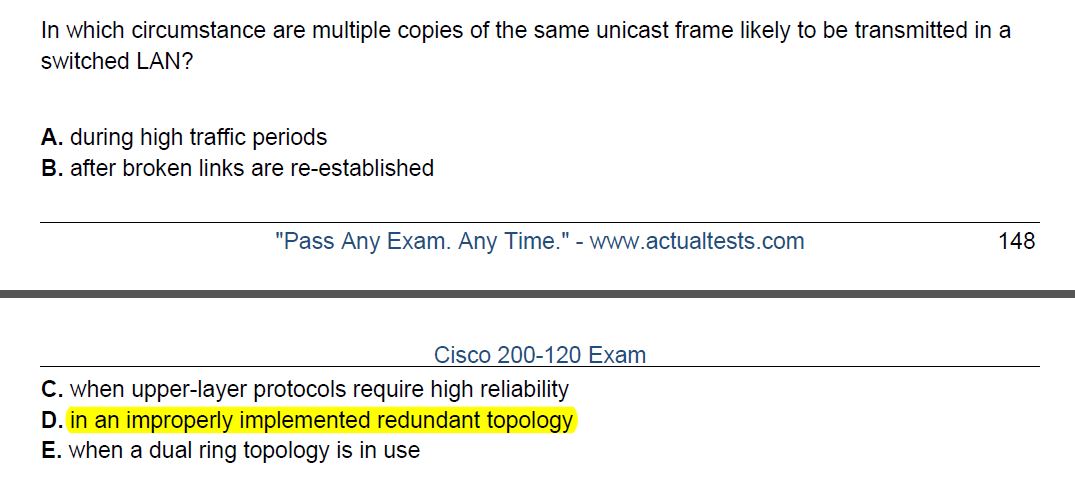 In which circumstance are multiple copies of the same unicast frame likely to be transmitted in a
switched LAN?
A. during high traffic periods
B. after broken links are re-established
"Pass Any Exam. Any Time." - www.actualtests.com 148
Cisco 200-120 Exam
C. when upper-layer protocols require high reliability
D. in an improperly implemented redundant topology
E. when a dual ring topology is in use